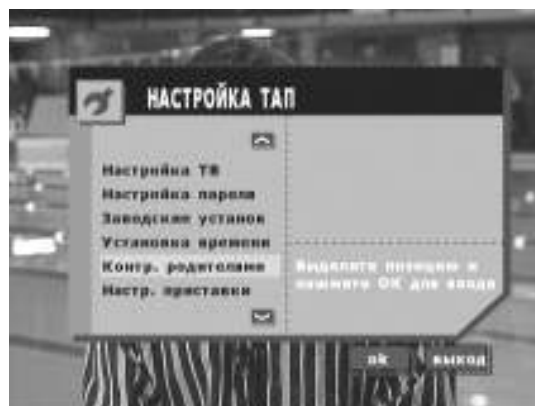 НАСТРОЙКА ТАП
Настройка ТВ
Настройка пароля
Заводские установ
Установка времени
Контр. родителями
Настр. приставки
Выделите позицию и
нажмите ОК для ввода
ok
выход